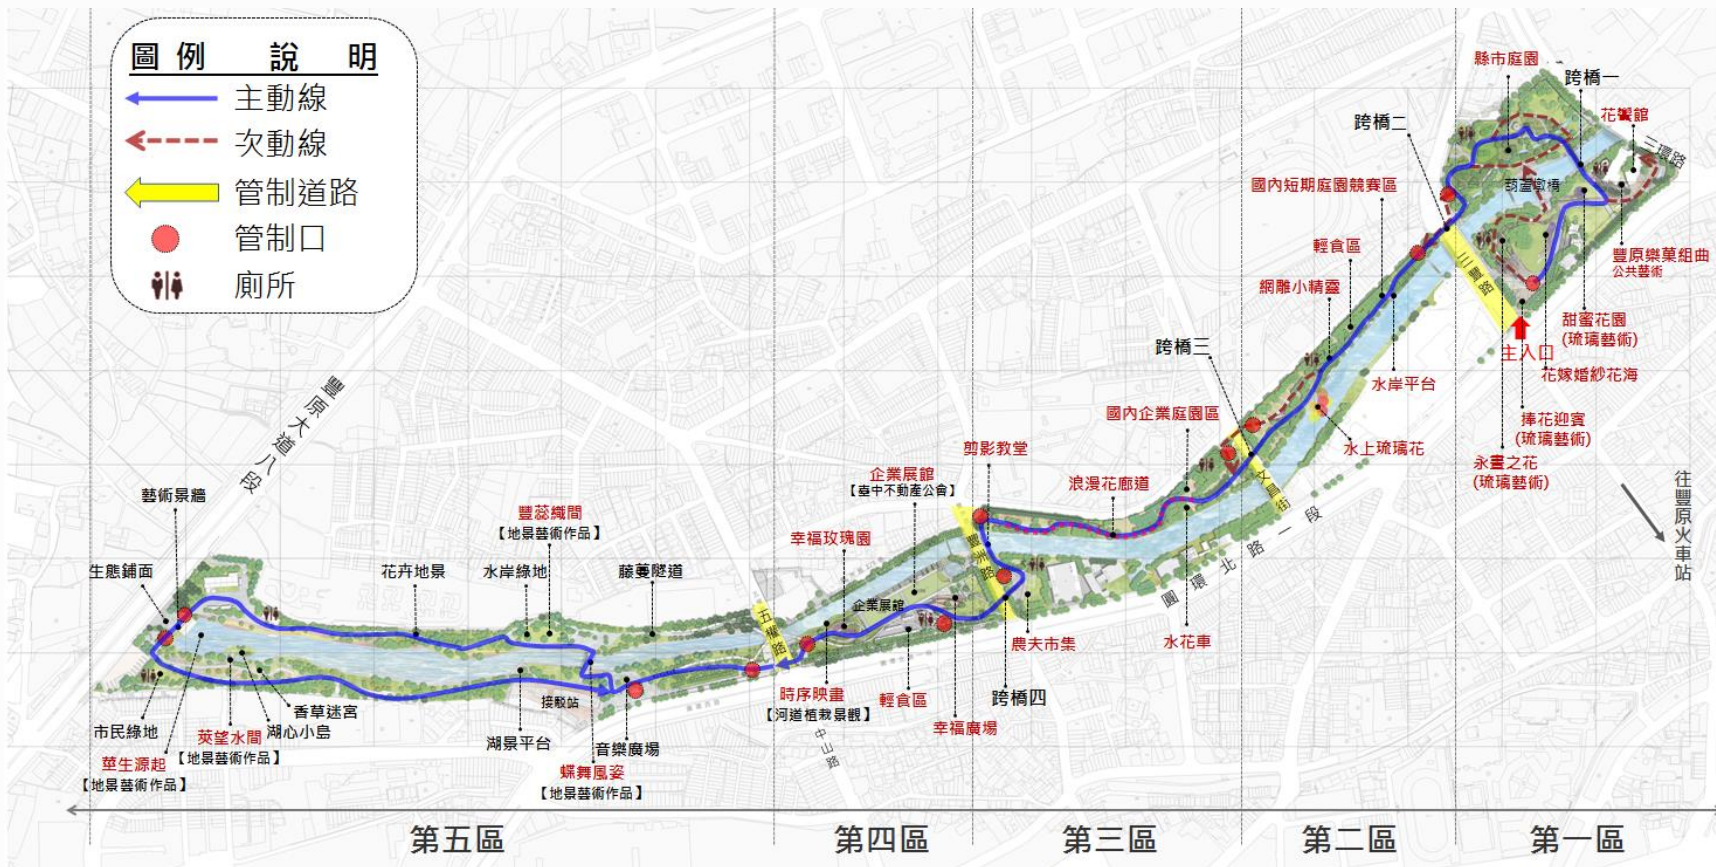 圖例 說明
主動線
次動線
管制道路
管制口
廁所
縣市庭園
跨橋一
花饗館
三環路
跨橋二
國內短期庭園競賽區
葫蘆墩橋
輕食區
網雕小精靈
豐原樂菓組曲
公共藝術
三豐路
甜蜜花園
(琉璃藝術)
主入口
花嫁婚紗花海
捧花迎賓
(琉璃藝術)
永晝之花
(琉璃藝術)
往豐原火車站
跨橋三
水岸平台
國內企業庭園區
水上琉璃花
文昌街
圓環北路一段
剪影教堂
浪漫花廊道
水花車
企業展館
【臺中不動產公會】
豐洲路
幸福玫瑰園
企業展館
農夫市集
跨橋四
幸福廣場
輕食區
時序映畫
【河道植栽景觀】
中山路
五權路
豐原大道八段
藝術景牆
生態鋪面
花卉地景
水岸綠地
豐蕊織間
【地景藝術作品】
藤蔓隧道
接駁站
湖景平台
音樂廣場
蝶舞風姿
【地景藝術作品】
香草迷宮
湖心小島
莢望水間
【地景藝術作品】
市民綠地
莖生源起
【地景藝術作品】
第五區
第四區
第三區
第二區
第一區